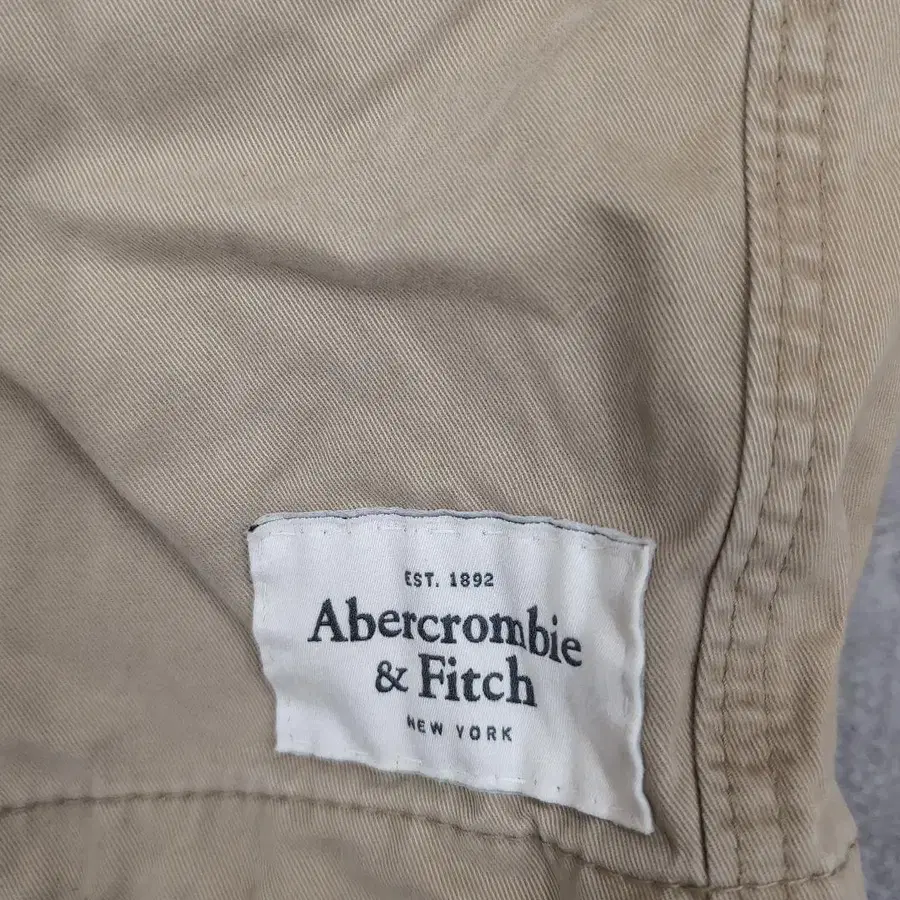 EST. 1892
Abercrombie
& Fitch
NEW YORK